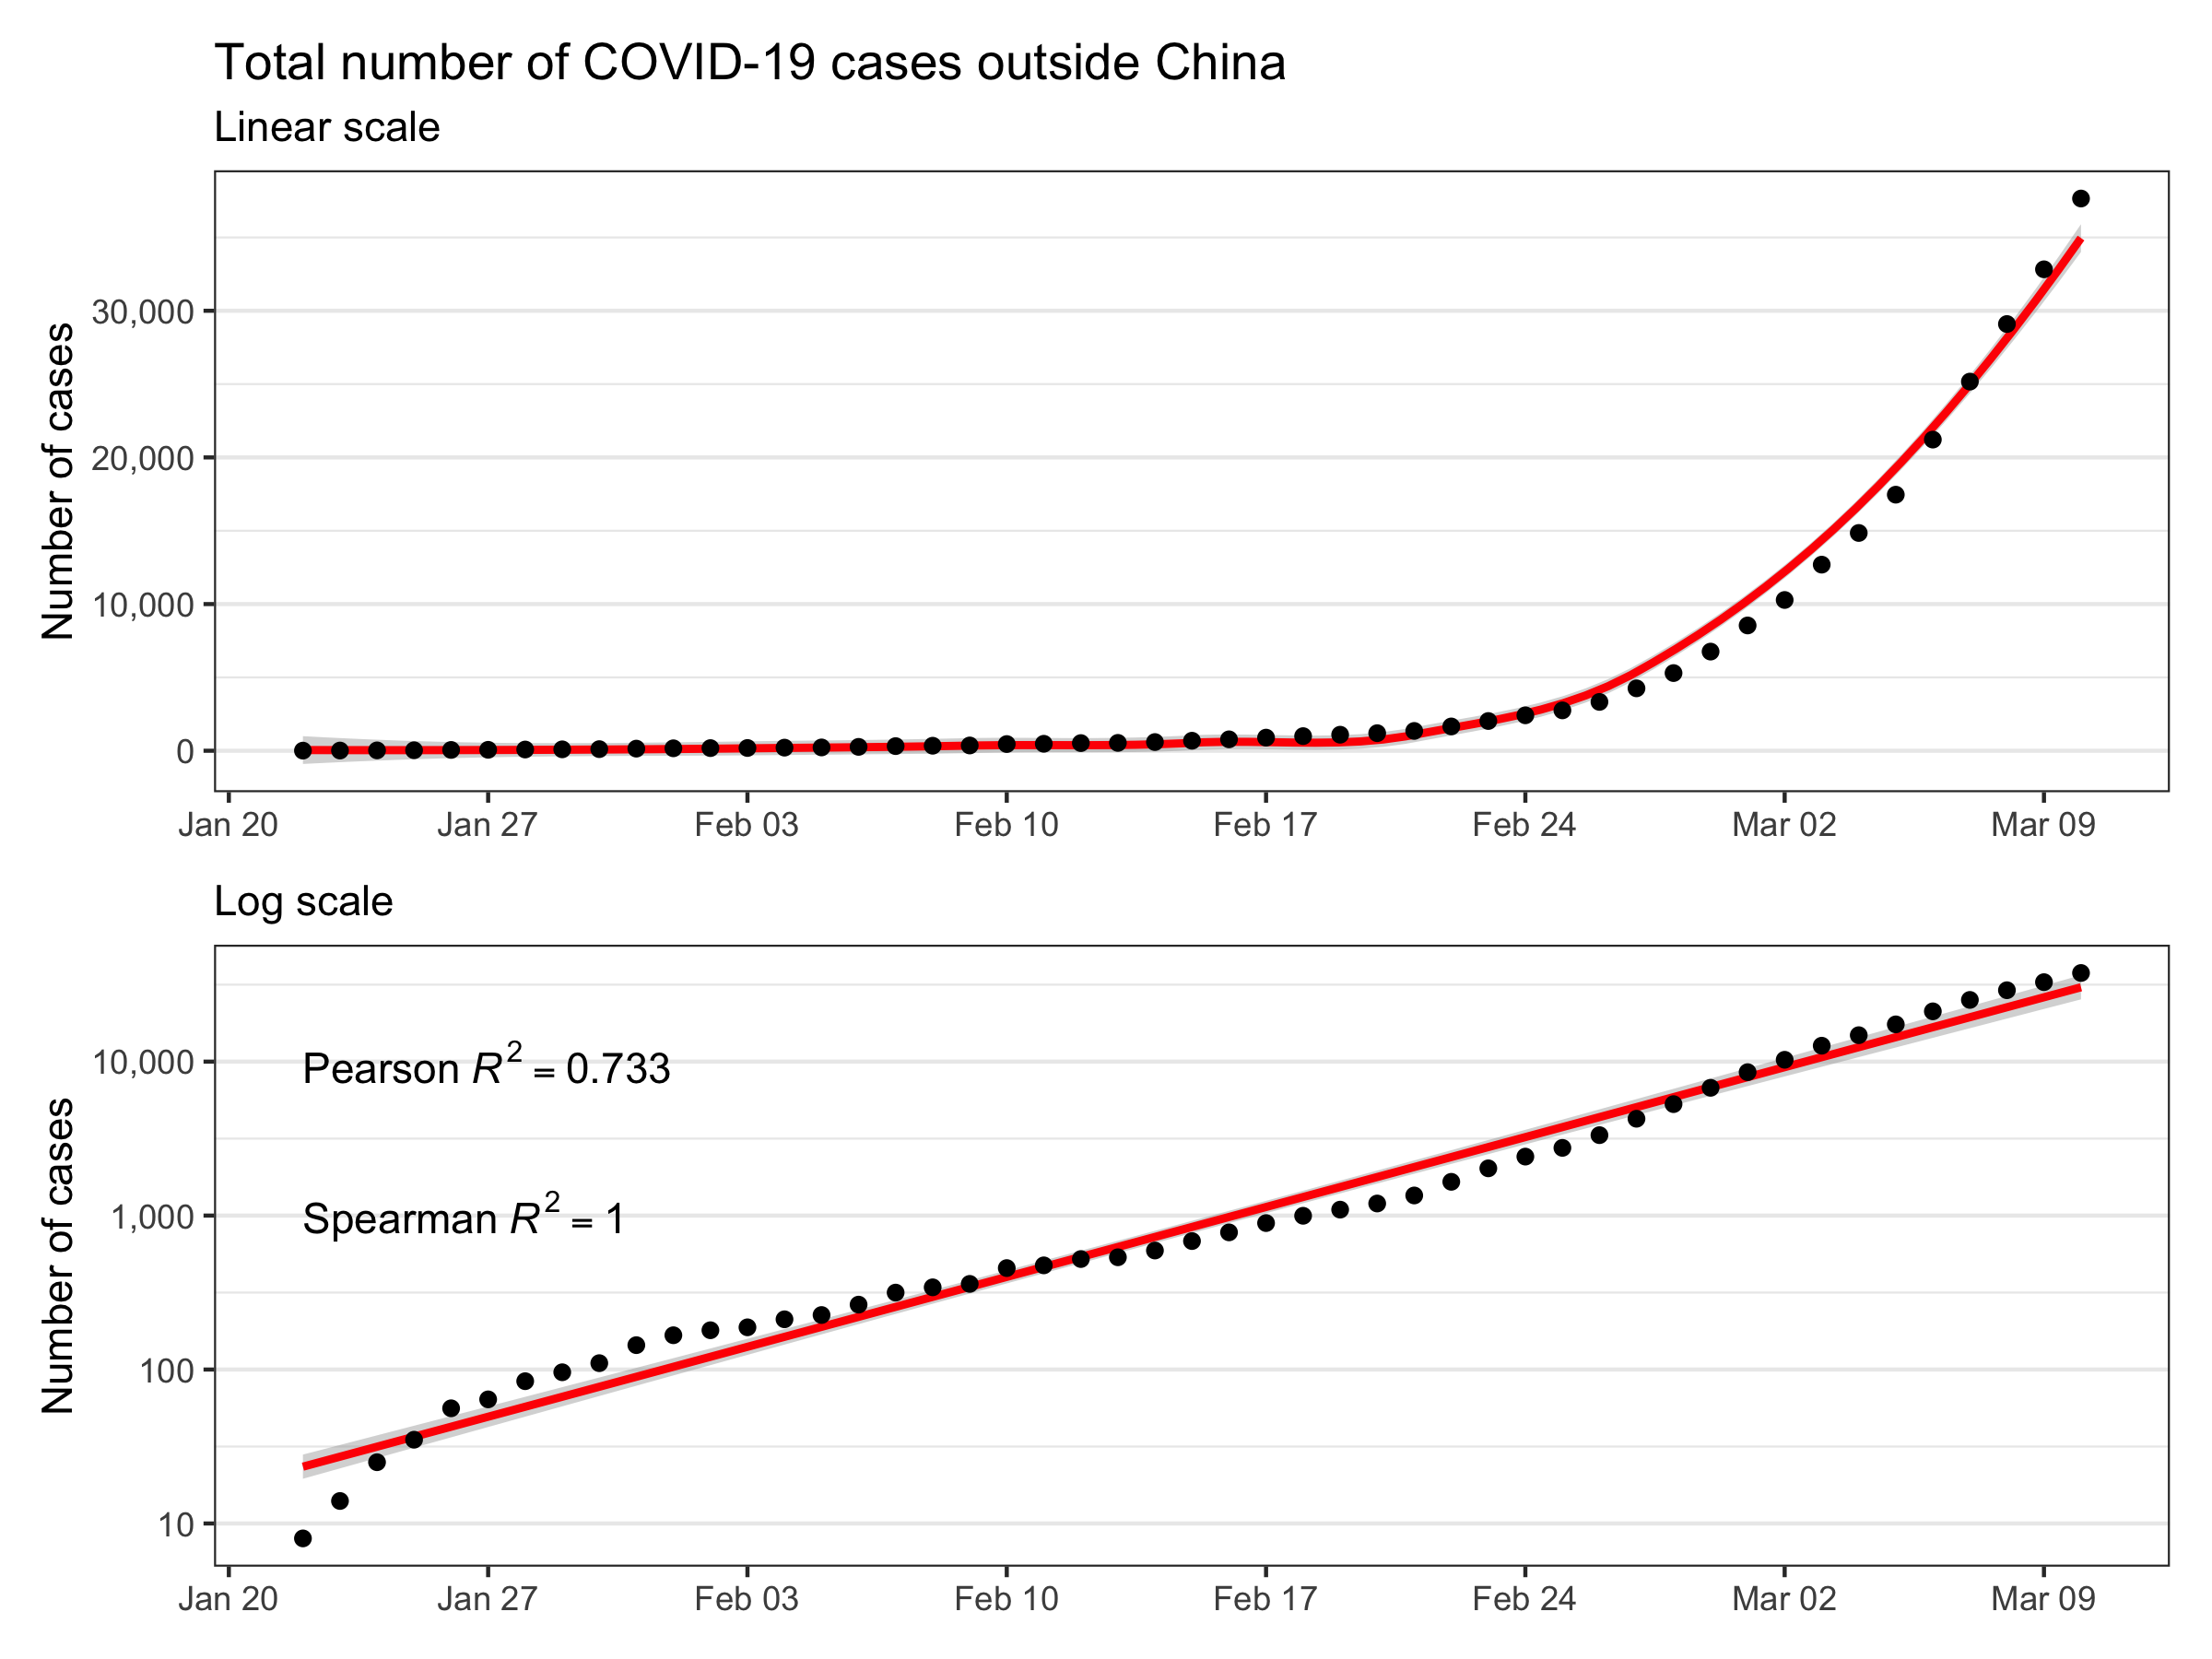 Total number of COVID-19 cases outside China
Linear scale
Number of cases
30,000
20,000
10,000
0
Jan 20 Jan 27 Feb 03 Feb 10 Feb 17 Feb 24 Mar 02 Mar 09
Log scale
Number of cases
10,000
1,000
100
10
Pearson R² = 0.733
Spearman R² = 1
Jan 20 Jan 27 Feb 03 Feb 10 Feb 17 Feb 24 Mar 02 Mar 09